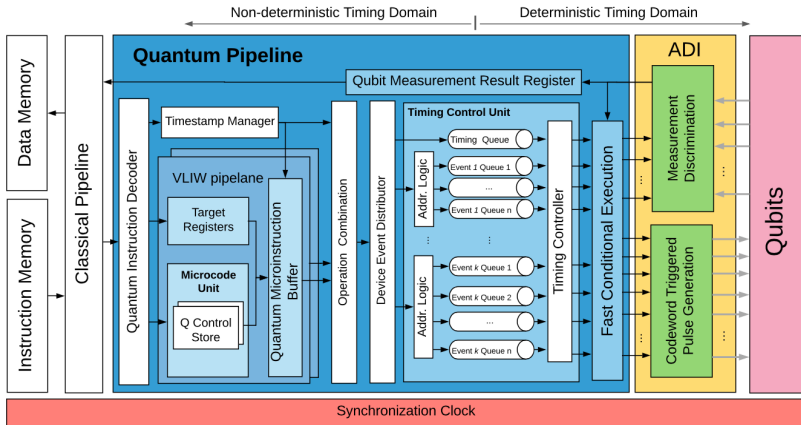 Non-deterministic Timing Domain
Deterministic Timing Domain
Data Memory
Instruction Memory
Classical Pipeline
Quantum Pipeline
Qubit Measurement Result Register
Quantum Instruction Decoder
Timestamp Manager
VLIW pipelane
Target
Registers
Microcode
Unit
Q Control
Store
Quantum Microinstruction
Buffer
Operation Combination
Device Event Distributor
Timing Control Unit
Timing Queue
Addr. Logic
Event 1 Queue 1
...
Event 1 Queue n
...
...
Addr. Logic
Event k Queue 1
Event k Queue 2
...
Event k Queue n
Timing Controller
Fast Conditional Execution
ADI
Measurement
Discrimination
...
...
Codeword Triggered
Pulse Generation
...
...
Qubits
Synchronization Clock